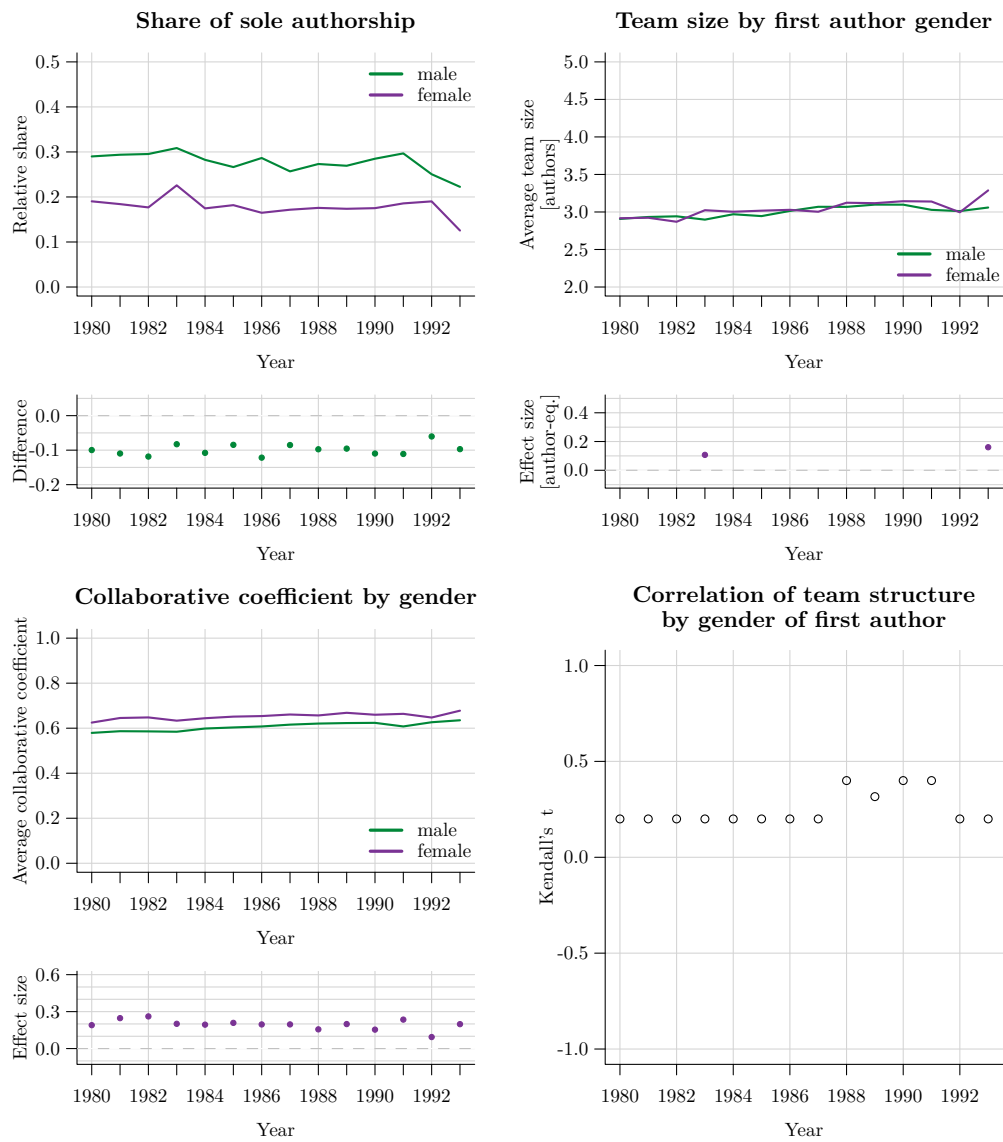 Share of sole authorship
Relative share
0.5
0.4
0.3
0.2
0.1
0.0
male
female
1980 1982 1984 1986 1988 1990 1992
Year
Difference
0.0
-0.1
-0.2
1980 1982 1984 1986 1988 1990 1992
Year
Team size by first author gender
Average team size
[authors]
5.0
4.5
4.0
3.5
3.0
2.5
2.0
male
female
1980 1982 1984 1986 1988 1990 1992
Year
Effect size
[author-eq.]
0.4
0.2
0.0
1980 1982 1984 1986 1988 1990 1992
Year
Collaborative coefficient by gender
Average collaborative coefficient
1.0
0.8
0.6
0.4
0.2
0.0
male
female
1980 1982 1984 1986 1988 1990 1992
Year
Effect size
0.6
0.3
0.0
1980 1982 1984 1986 1988 1990 1992
Year
Correlation of team structure
by gender of first author
Kendall's t
1.0
0.5
0.0
-0.5
-1.0
1980 1982 1984 1986 1988 1990 1992
Year